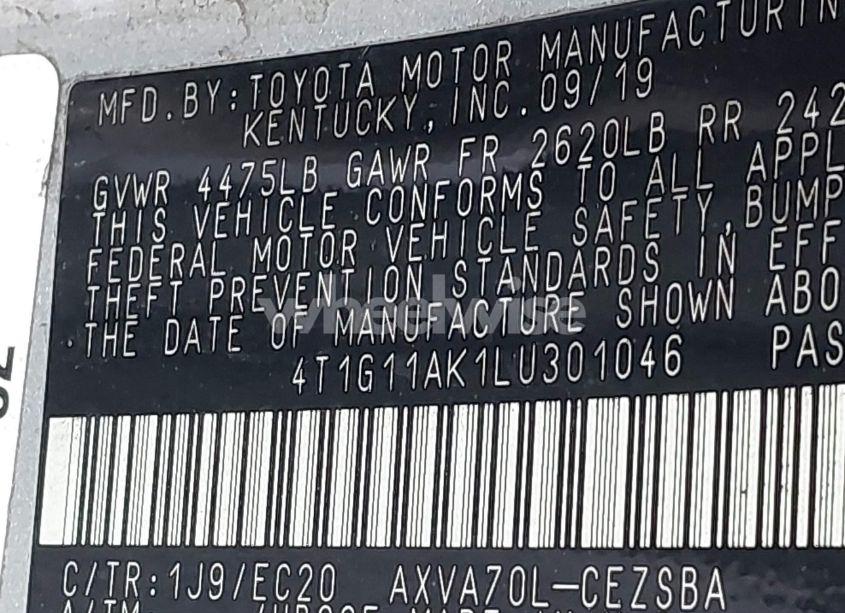 MFD.BY:TOYOTA MOTOR MANUFACTURIN
KENTUCKY,INC.09/19
GVWR 4475LB GAWR FR 2620LB RR 242
THIS VEHICLE CONFORMS TO ALL APPL
FEDERAL MOTOR VEHICLE SAFETY,BUMP
THEFT PREVENTION STANDARDS IN EFF
THE DATE OF MANUFACTURE SHOWN ABO
wheelwise
4T1G11AK1LU301046 PAS
C/TR:1J9/EC20 AXVA70L-CEZSBA